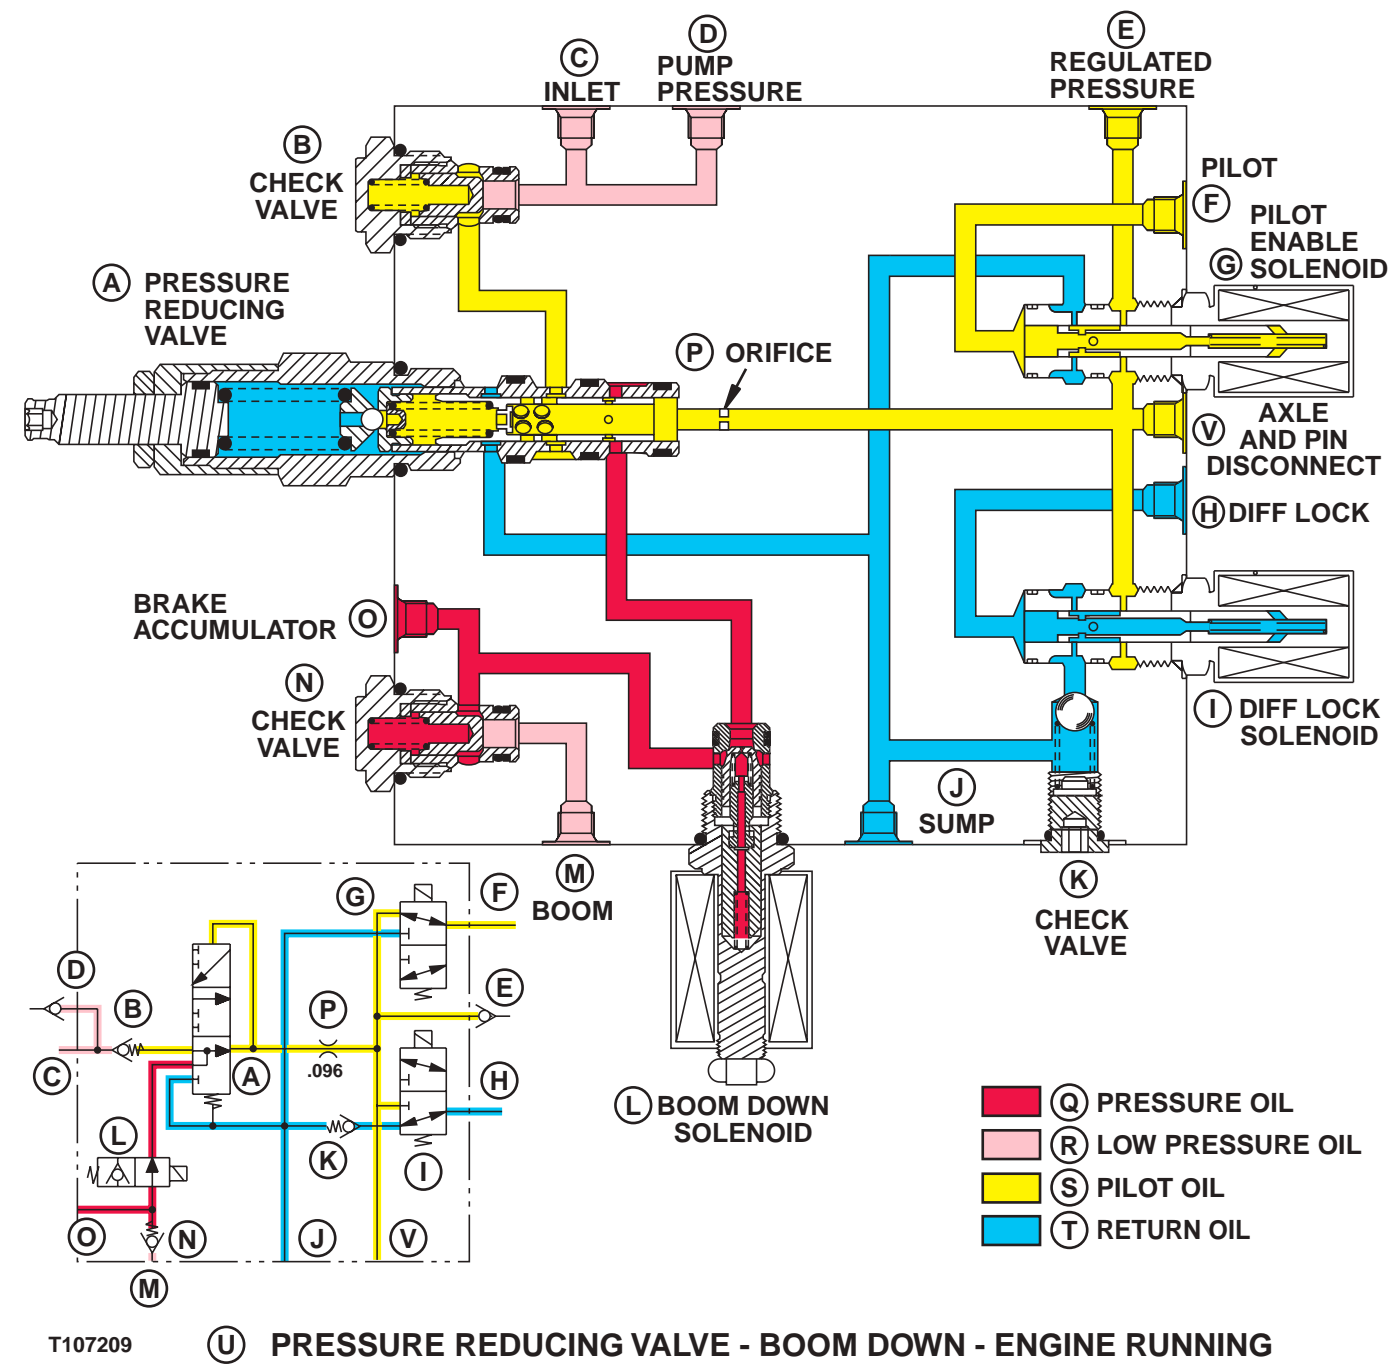 D
C
E
PUMP
PRESSURE
INLET
REGULATED
PRESSURE
B
CHECK
VALVE
PILOT
F
PILOT
ENABLE
G SOLENOID
A PRESSURE
REDUCING
VALVE
P ORIFICE
AXLE
V AND PIN
DISCONNECT
H DIFF LOCK
BRAKE
ACCUMULATOR O
N
CHECK
VALVE
I DIFF LOCK
SOLENOID
J
SUMP
M
BOOM
K
CHECK
VALVE
L BOOM DOWN
SOLENOID
G
F
D
B
P
E
C
A
.096
H
L
K
I
O
N
J
V
M
Q PRESSURE OIL
R LOW PRESSURE OIL
S PILOT OIL
T RETURN OIL
T107209
U PRESSURE REDUCING VALVE - BOOM DOWN - ENGINE RUNNING